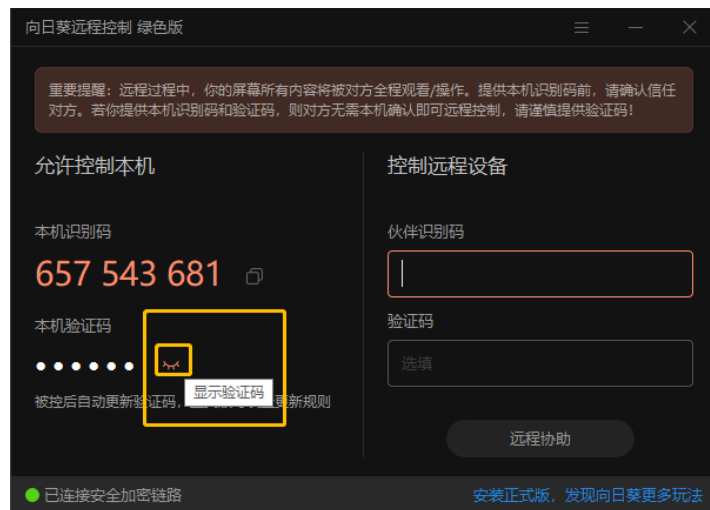 向日葵远程控制 绿色版
重要提醒：远程过程中，你的屏幕所有内容将被对方全程观看/操作。提供本机识别码前，请确认信任
对方。若你提供本机识别码和验证码，则对方无需本机确认即可远程控制，请谨慎提供验证码!
允许控制本机
本机识别码
657 543 681
本机验证码
••••••
显示验证码
被控后自动更新验证码，
更新规则
控制远程设备
伙伴识别码
验证码
选填
远程协助
已连接安全加密链路
安装正式版，发现向日葵更多玩法